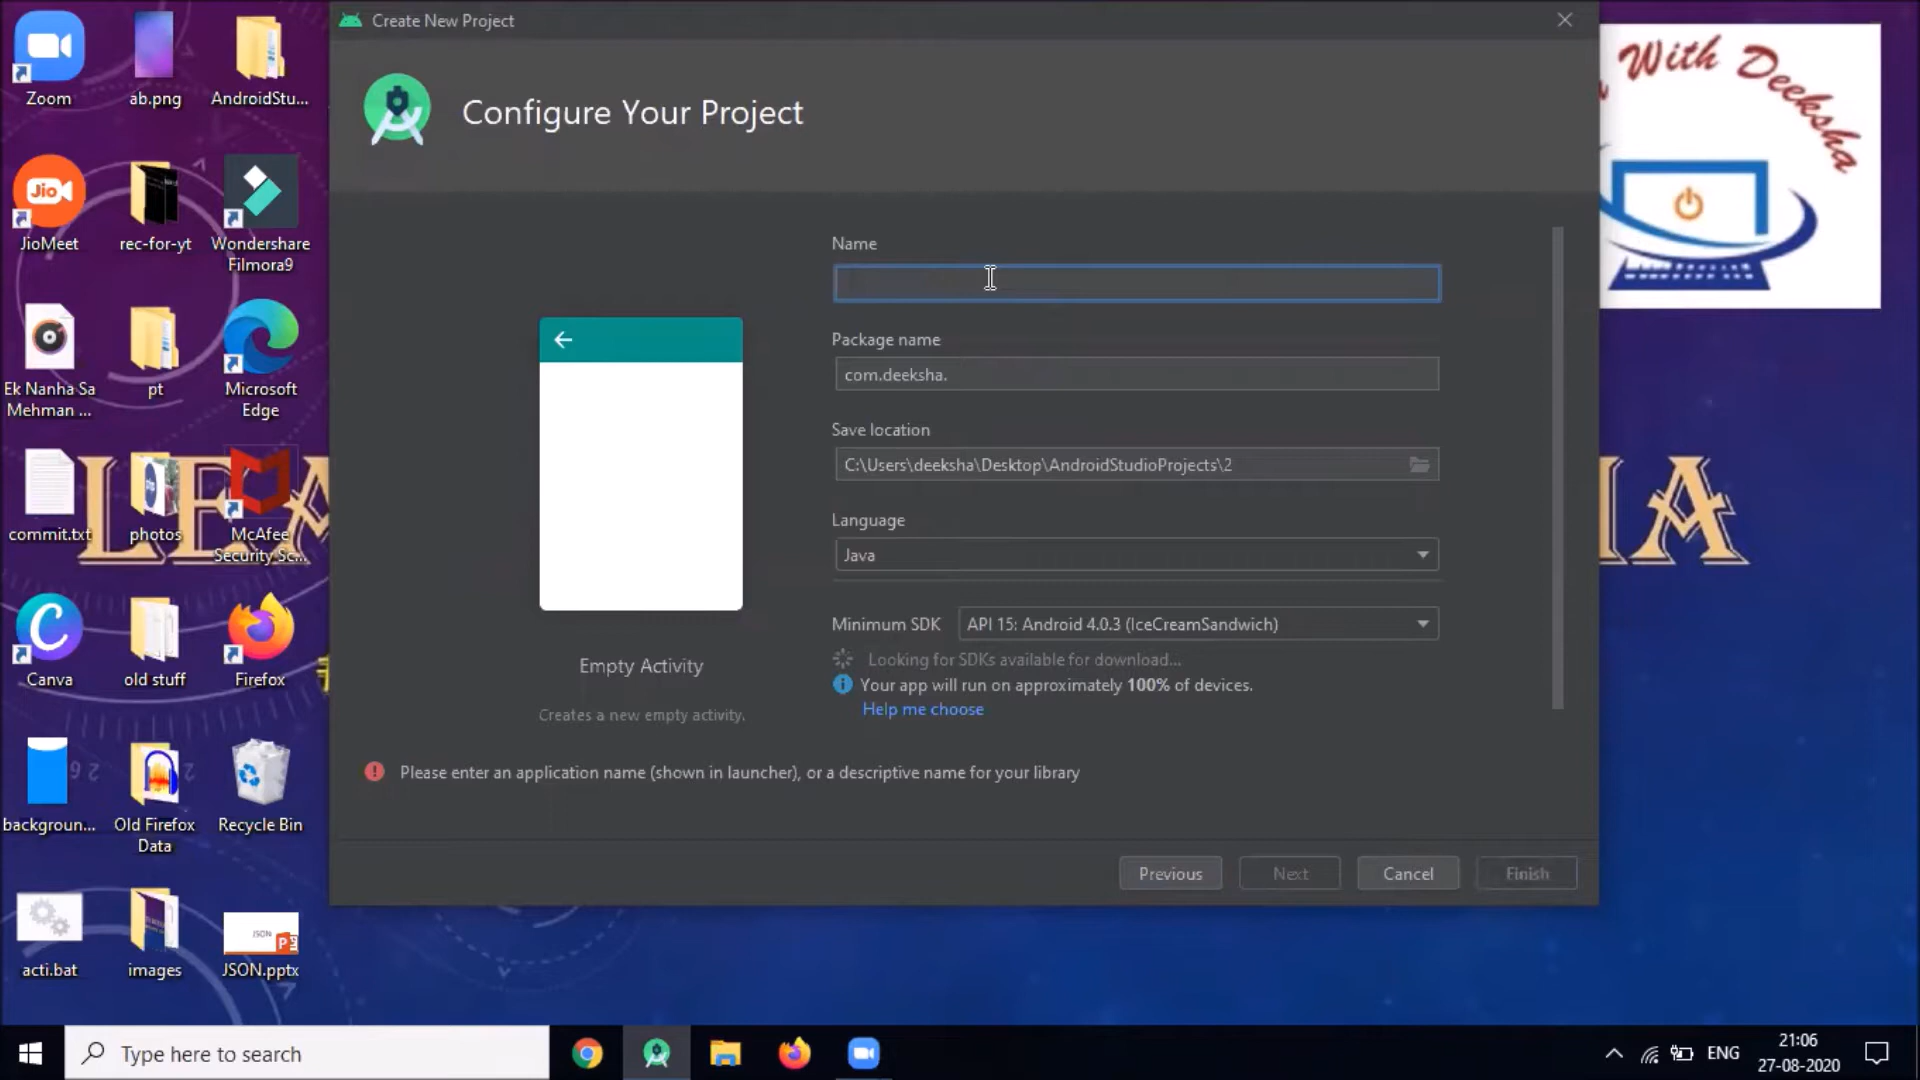 Create New Project
Configure Your Project
Name
Package name
com.deeksha.
Save location
C:\Users\deeksha\Desktop\AndroidStudioProjects\2
Language
Java
Minimum SDK
API 15: Android 4.0.3 (IceCreamSandwich)
Looking for SDKs available for download...
Your app will run on approximately 100% of devices.
Help me choose
Empty Activity
Creates a new empty activity.
Please enter an application name (shown in launcher), or a descriptive name for your library
Previous
Next
Cancel
Finish
Zoom
ab.png
AndroidStu...
Jio
JioMeet
rec-for-yt
Wondershare
Filmora9
Ek Nanha Sa
Mehman ...
pt
Microsoft
Edge
commit.txt
photos
McAfee
Security Sc...
Canva
old stuff
Firefox
backgroun...
Old Firefox
Data
Recycle Bin
acti.bat
images
JSON
JSON.pptx
With Deeksha
LEA
IA
Type here to search
ENG
21:06
27-08-2020